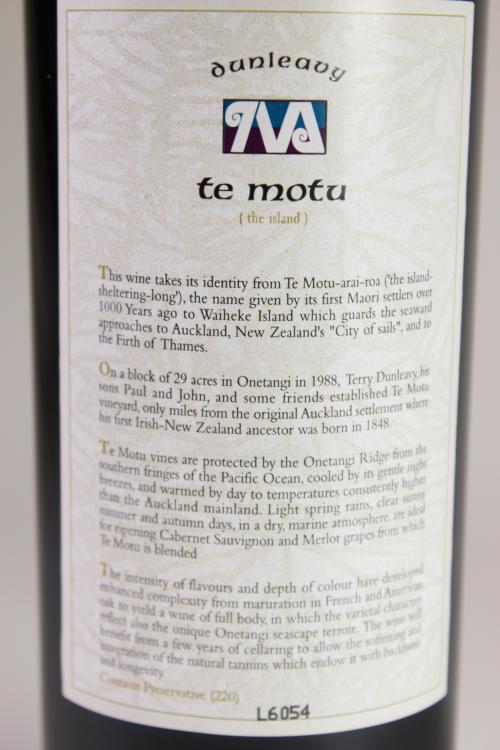 dunleavy
te motu
( the island )
This wine takes its identity from Te Motu-arai-roa ('the island-
sheltering-long'), the name given by its first Maori settlers over
1000 Years ago to Waiheke Island which guards the seaward
approaches to Auckland, New Zealand's "City of sails", and to
the Firth of Thames.
On a block of 29 acres in Onetangi in 1988, Terry Dunleavy, his
sons Paul and John, and some friends established Te Motu
vineyard, only miles from the original Auckland settlement where
his first Irish-New Zealand ancestor was born in 1848.
Te Motu vines are protected by the Onetangi Ridge from the
southern fringes of the Pacific Ocean, cooled by its gentle night
breezes, and warmed by day to temperatures consistently higher
than the Auckland mainland. Light spring rains, clear sunny
summer and autumn days, in a dry, marine atmosphere, are ideal
for ripening Cabernet Sauvignon and Merlot grapes from which
Te Motu is blended
The intensity of flavours and depth of colour have developed
enhanced complexity from maruration in French and American
oak to yield a wine of full body, in which the varietal characters
reflect also the unique Onetangi seascape terroir. The wine will
benefit from a few years of cellaring to allow the softening and
integration of the natural tannins which endow it with backbone
and longevity.
Contains Preservative (220)
L6054